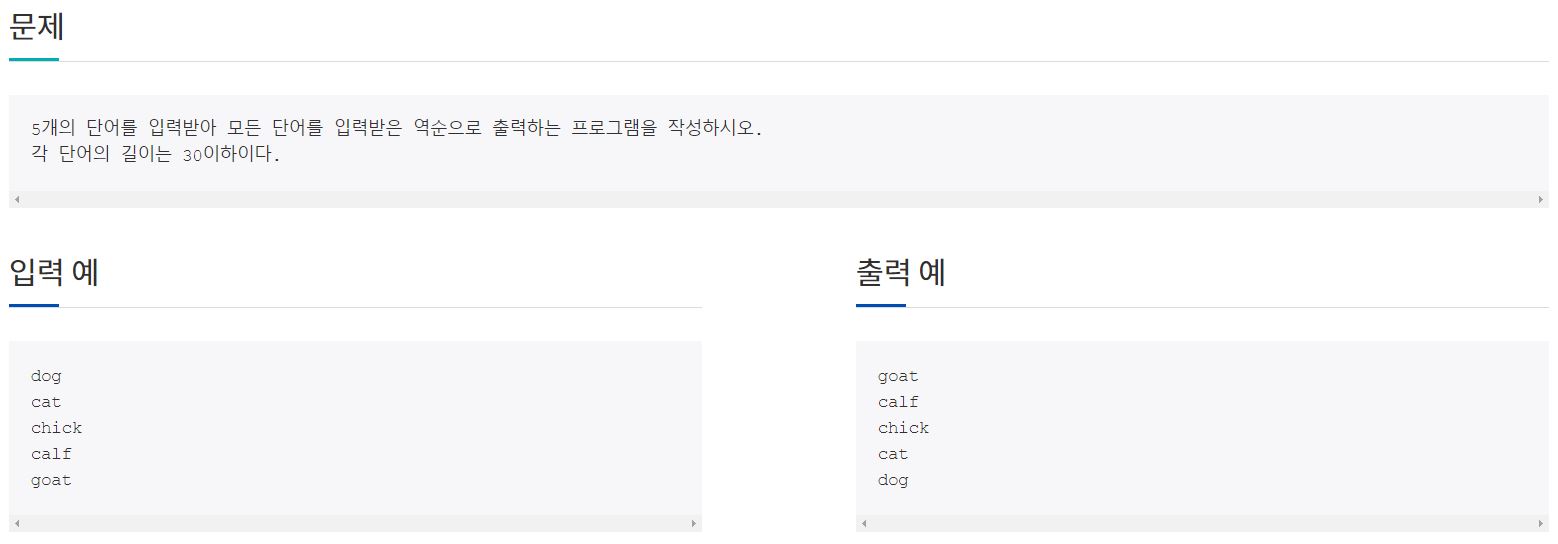 문제
5개의 단어를 입력받아 모든 단어를 입력받은 역순으로 출력하는 프로그램을 작성하시오.
각 단어의 길이는 30이하이다.
입력 예
dog
cat
chick
calf
goat
출력 예
goat
calf
chick
cat
dog